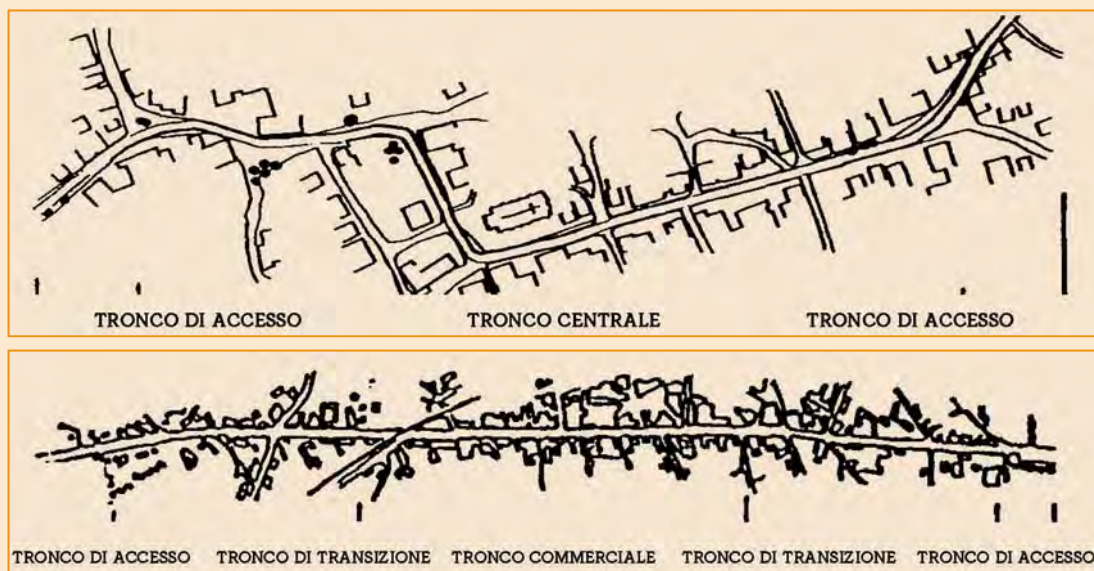 TRONCO DI ACCESSO TRONCO CENTRALE TRONCO DI ACCESSO
TRONCO DI ACCESSO TRONCO DI TRANSIZIONE TRONCO COMMERCIALE TRONCO DI TRANSIZIONE TRONCO DI ACCESSO